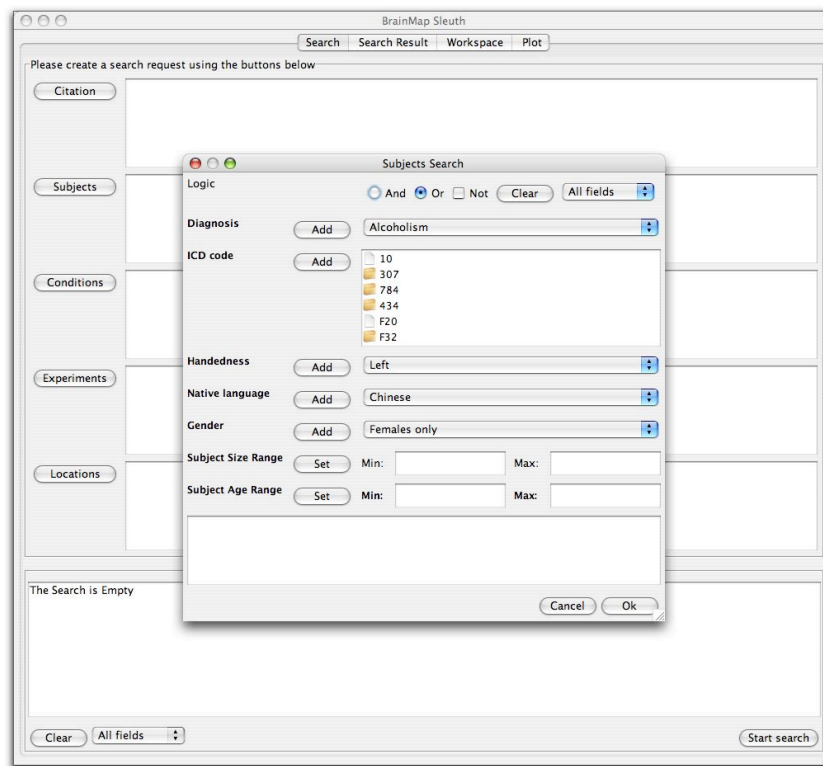 BrainMap Sleuth
Search Search Result Workspace Plot
Please create a search request using the buttons below
Citation
Subjects
Conditions
Experiments
Locations
Subjects Search
Logic And Or Not Clear All fields
Diagnosis Add Alcoholism
ICD code Add
10
307
784
434
F20
F32
Handedness Add Left
Native language Add Chinese
Gender Add Females only
Subject Size Range Set Min: Max:
Subject Age Range Set Min: Max:
Cancel Ok
The Search is Empty
Clear All fields Start search